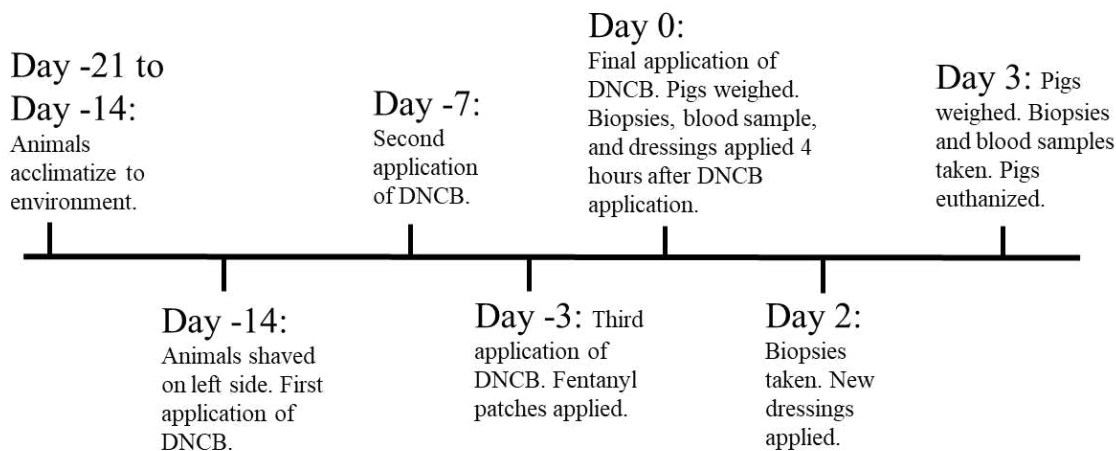 Day -21 to
Day -14:
Animals
acclimatize to
environment.
Day -14:
Animals shaved
on left side. First
application of
DNCB.
Day -7:
Second
application
of DNCB.
Day -3: Third
application of
DNCB. Fentanyl
patches applied.
Day 0:
Final application of
DNCB. Pigs weighed.
Biopsies, blood sample,
and dressings applied 4
hours after DNCB
application.
Day 2:
Biopsies
taken. New
dressings
applied.
Day 3: Pigs
weighed. Biopsies
and blood samples
taken. Pigs
euthanized.